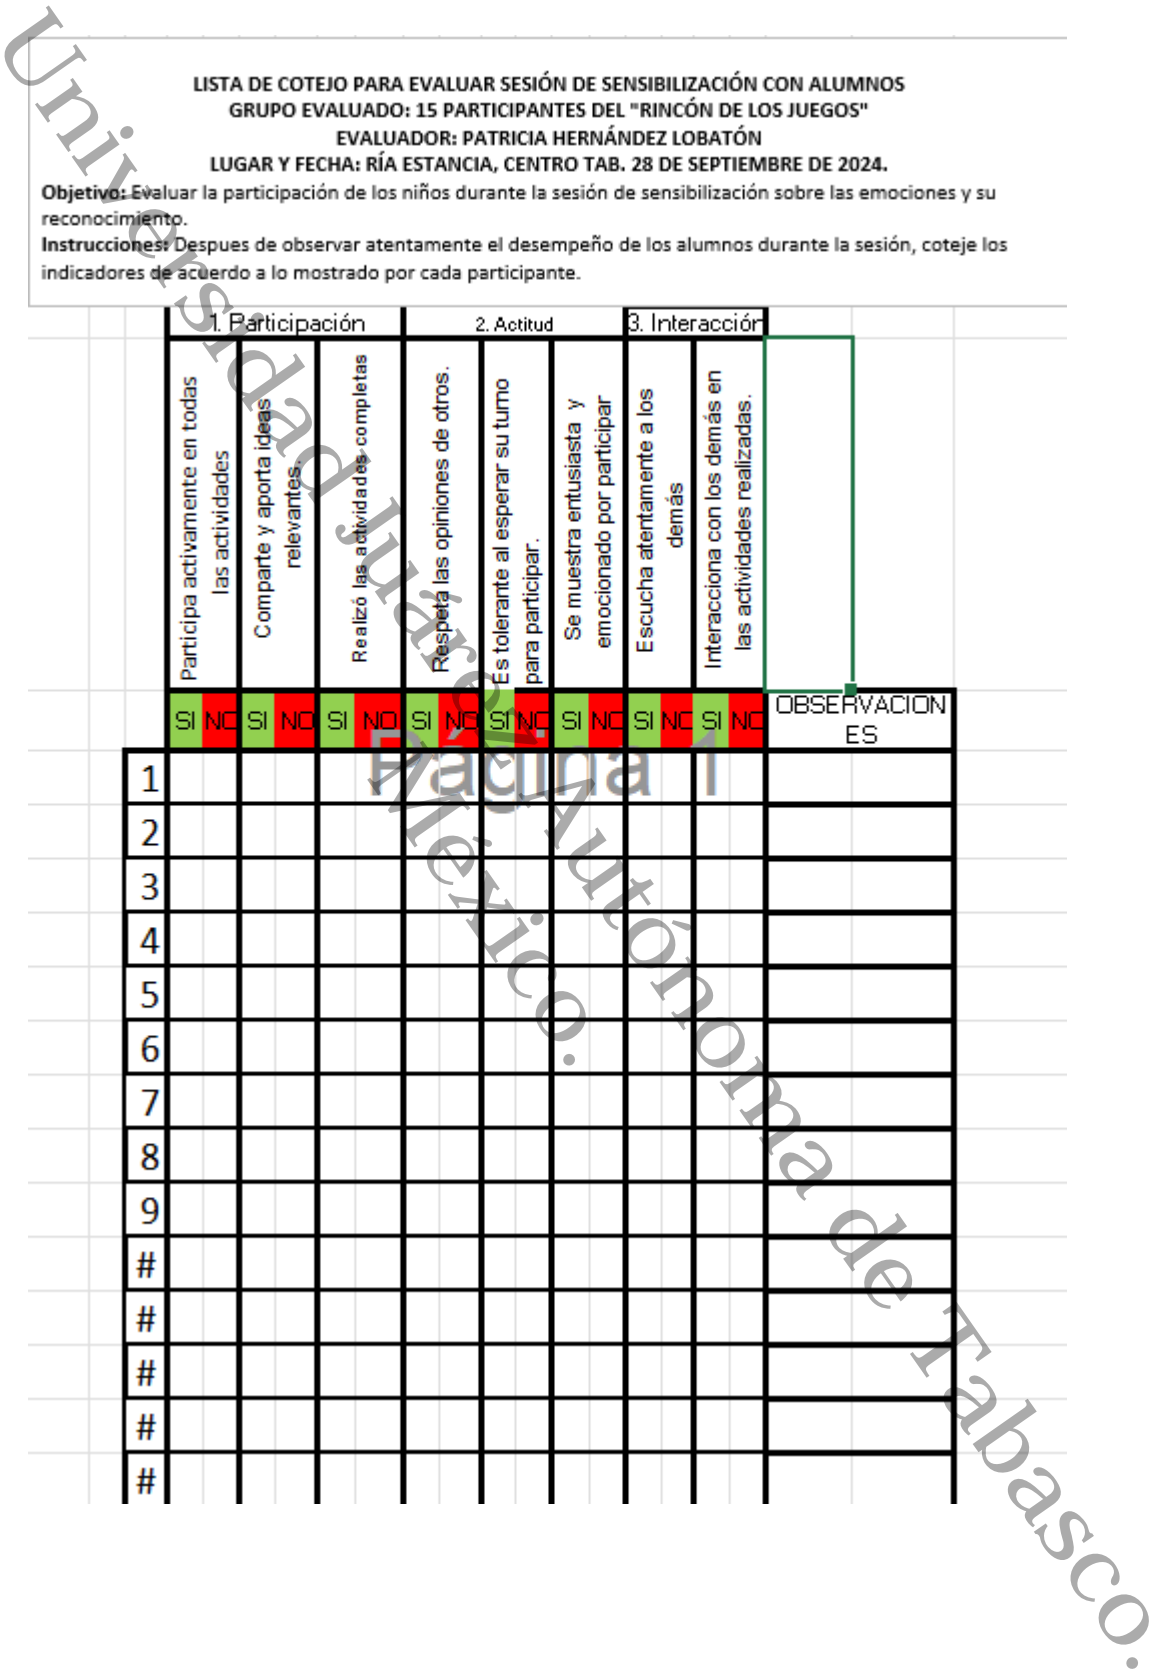 LISTA DE COTEJO PARA EVALUAR SESIÓN DE SENSIBILIZACIÓN CON ALUMNOS
GRUPO EVALUADO: 15 PARTICIPANTES DEL "RINCÓN DE LOS JUEGOS"
EVALUADOR: PATRICIA HERNÁNDEZ LOBATÓN
LUGAR Y FECHA: RÍA ESTANCIA, CENTRO TAB. 28 DE SEPTIEMBRE DE 2024.
Objetivo: Evaluar la participación de los niños durante la sesión de sensibilización sobre las emociones y su
reconocimiento.
Instrucciones: Despues de observar atentamente el desempeño de los alumnos durante la sesión, coteje los
indicadores de acuerdo a lo mostrado por cada participante.
1. Participación 2. Actitud 3. Interacción
Participa activamente en todas
las actividades
Comparte y aporta ideas
relevantes.
Realizó las actividades completas
Respeta las opiniones de otros.
Es tolerante al esperar su turno
para participar.
Se muestra entusiasta y
emocionado por participar
Escucha atentamente a los
demás
Interacciona con los demás en
las actividades realizadas.
SI NO SI NO SI NO SI NO SI NO SI NO SI NO SI NO
OBSERVACION
ES
Página 1
1
2
3
4
5
6
7
8
9
#
#
#
#
#
Universidad Juárez Autónoma de Tabasco.
México.